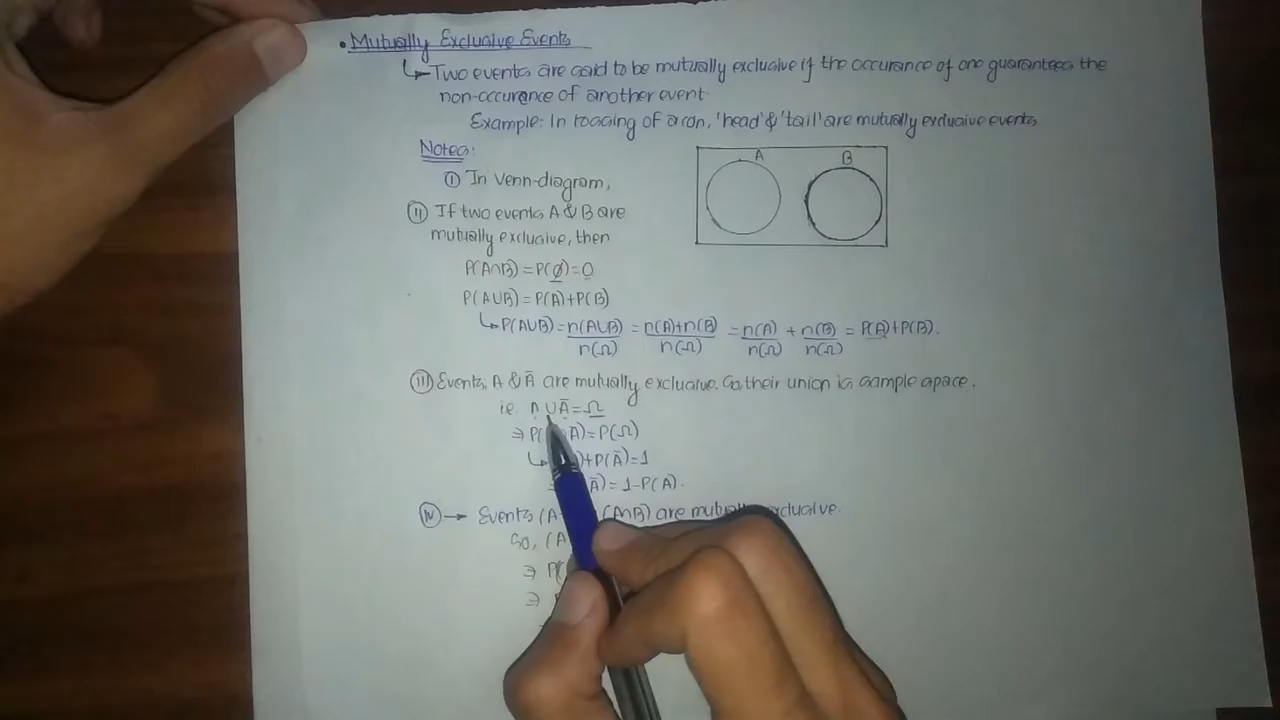 • Mutually Exclusive Events
↳ Two events are said to be mutually exclusive if the occurance of one guarantees the
non-occurance of another event.
Example: In tossing of a coin, 'head' & 'tail' are mutually exclusive events
Notes:
A B
① In Venn-diagram,
ⓘⓘ If two events A & B are
mutually exclusive, then
P(A∩B) = P(∅) = 0
P(A∪B) = P(A)+P(B)
↳ P(A∪B) = n(A∪B)/n(Ω) = n(A)+n(B)/n(Ω) = n(A)/n(Ω) + n(B)/n(Ω) = P(A)+P(B).
ⓘⓘⓘ Events, A & Ā are mutually exclusive. So their union is sample space.
ie. A∪Ā = Ω
⇒ P( Ā) = P(Ω)
↳ )+P(Ā) = 1
Ā) = 1-P(A).
ⓘⓥ → Events (A (A∩B) are mutually exclusive.
So, (A
⇒ P(
⇒ P